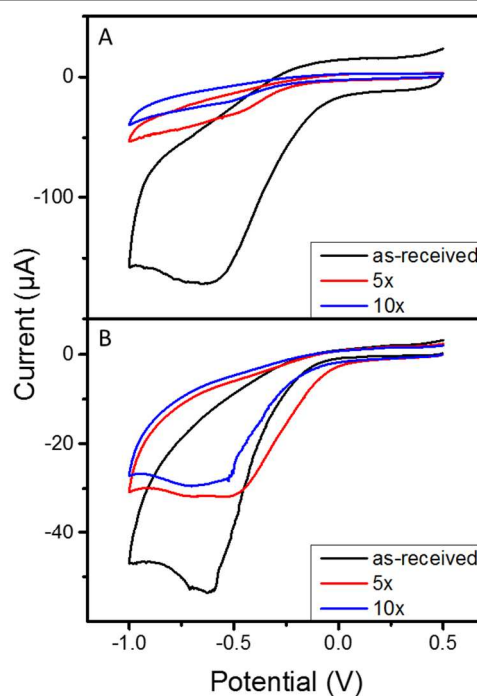 A
0
-100
as-received
5x
10x
Current (µA)
B
0
-20
-40
as-received
5x
10x
-1.0 -0.5 0.0 0.5
Potential (V)